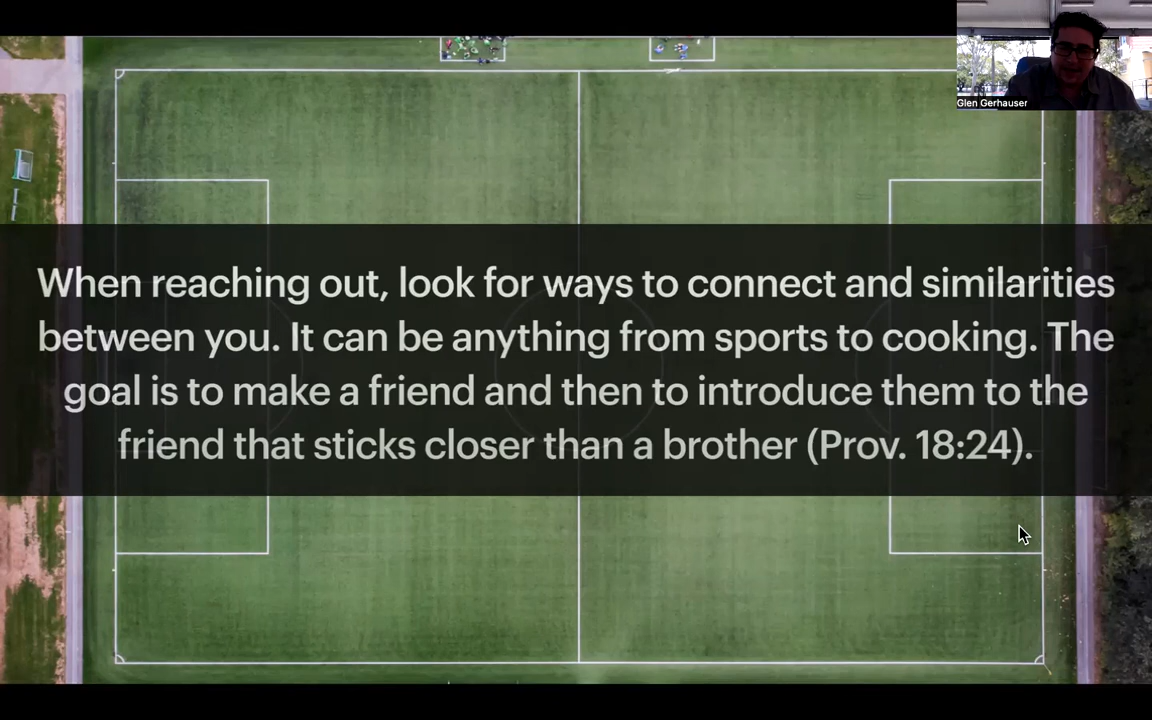 Glen Gerhauser
When reaching out, look for ways to connect and similarities
between you. It can be anything from sports to cooking. The
goal is to make a friend and then to introduce them to the
friend that sticks closer than a brother (Prov. 18:24).